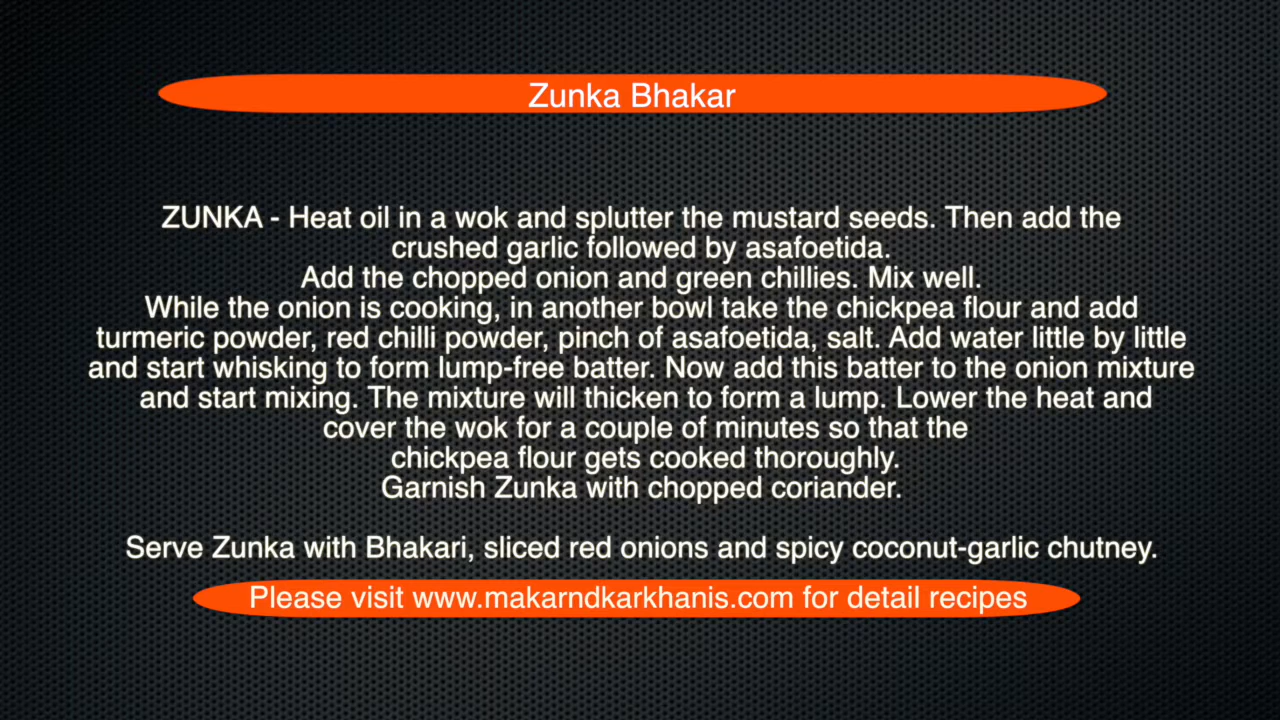 Zunka Bhakar
ZUNKA - Heat oil in a wok and splutter the mustard seeds. Then add the
crushed garlic followed by asafoetida.
Add the chopped onion and green chillies. Mix well.
While the onion is cooking, in another bowl take the chickpea flour and add
turmeric powder, red chilli powder, pinch of asafoetida, salt. Add water little by little
and start whisking to form lump-free batter. Now add this batter to the onion mixture
and start mixing. The mixture will thicken to form a lump. Lower the heat and
cover the wok for a couple of minutes so that the
chickpea flour gets cooked thoroughly.
Garnish Zunka with chopped coriander.
Serve Zunka with Bhakari, sliced red onions and spicy coconut-garlic chutney.
Please visit www.makarndkarkhanis.com for detail recipes